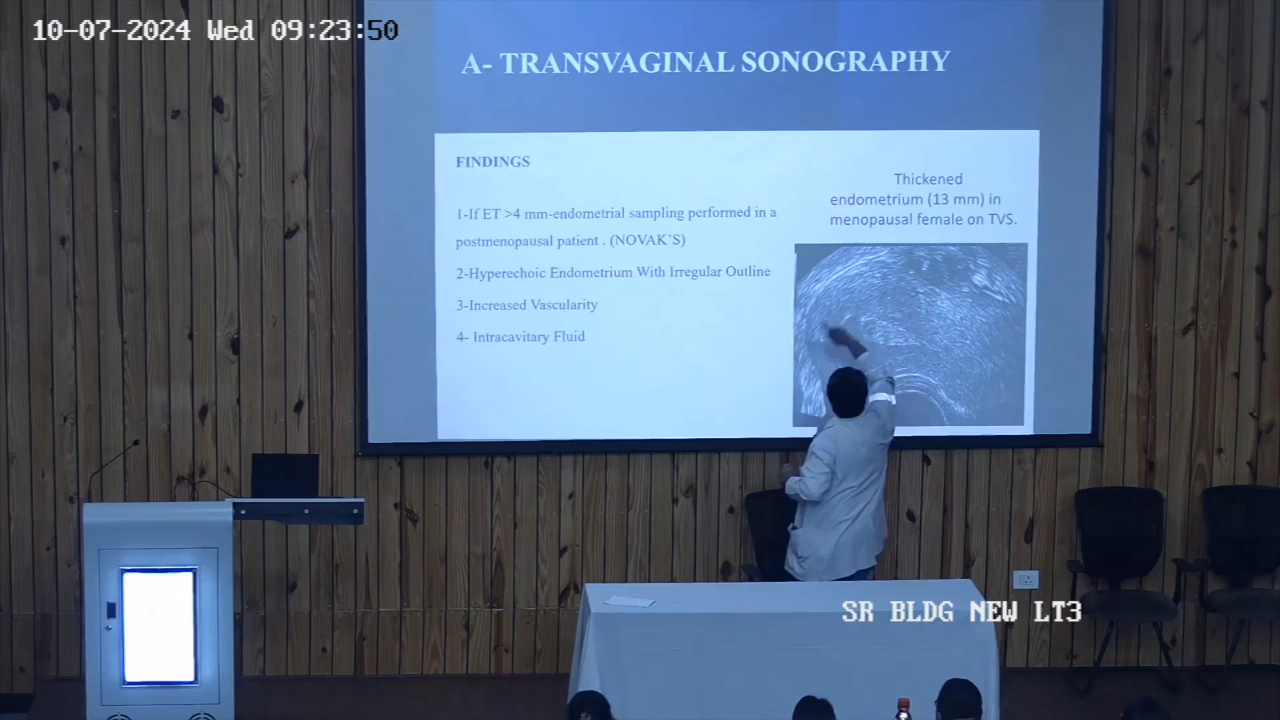 10-07-2024 Wed 09:23:50
A- TRANSVAGINAL SONOGRAPHY
FINDINGS
1-If ET >4 mm-endometrial sampling performed in a
postmenopausal patient . (NOVAK'S)
2-Hyperechoic Endometrium With Irregular Outline
3-Increased Vascularity
4- Intracavitary Fluid
Thickened
endometrium (13 mm) in
menopausal female on TVS.
SR BLDG NEW LT3